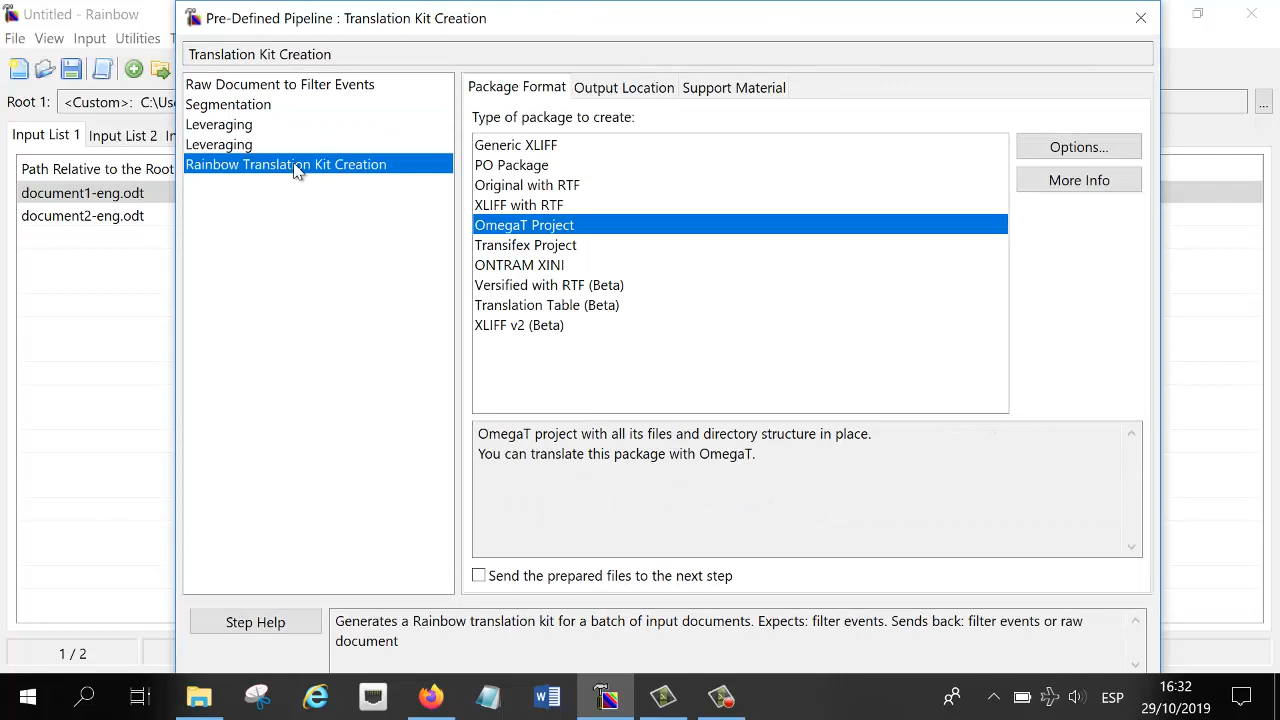 Untitled - Rainbow
File View Input Utilities T
Root 1: <Custom>: C:\Use
Input List 1 Input List 2 In
Path Relative to the Root
document1-eng.odt
document2-eng.odt
1 / 2
Pre-Defined Pipeline : Translation Kit Creation
Translation Kit Creation
Raw Document to Filter Events
Segmentation
Leveraging
Leveraging
Rainbow Translation Kit Creation
Package Format Output Location Support Material
Type of package to create:
Generic XLIFF
PO Package
Original with RTF
XLIFF with RTF
OmegaT Project
Transifex Project
ONTRAM XINI
Versified with RTF (Beta)
Translation Table (Beta)
XLIFF v2 (Beta)
Options...
More Info
OmegaT project with all its files and directory structure in place.
You can translate this package with OmegaT.
Send the prepared files to the next step
Step Help
Generates a Rainbow translation kit for a batch of input documents. Expects: filter events. Sends back: filter events or raw
document
...
ESP
16:32
29/10/2019